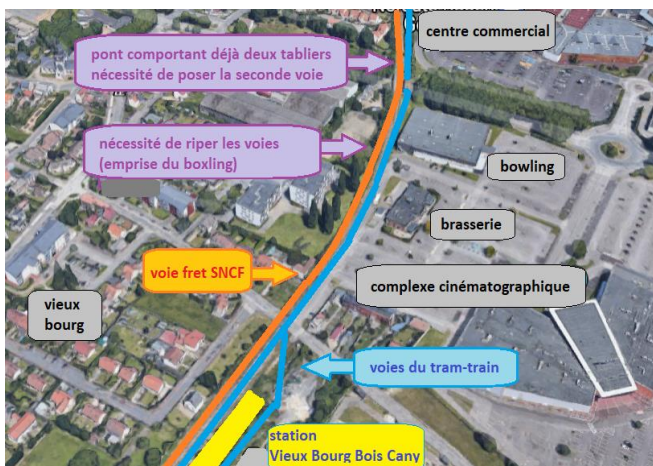 centre commercial
pont comportant déjà deux tabliers
nécessité de poser la seconde voie
nécessité de riper les voies
(emprise du boxling)
bowling
brasserie
voie fret SNCF
complexe cinématographique
vieux
bourg
voies du tram-train
station
Vieux Bourg Bois Cany